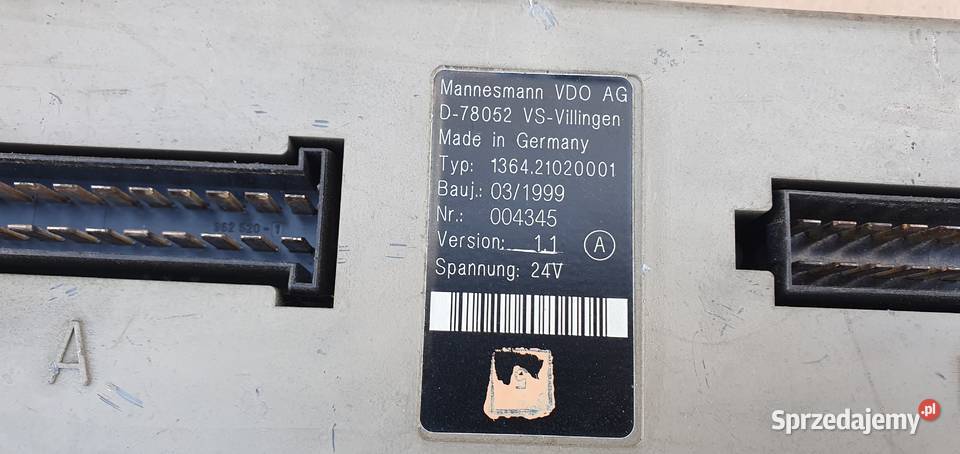 Mannesmann VDO AG
D-78052 VS-Villingen
Made in Germany
Typ: 1364.21020001
Bauj.: 03/1999
Nr.: 004345
Version: 1.1 A
Spannung: 24V
A
Sprzedajemy.pl